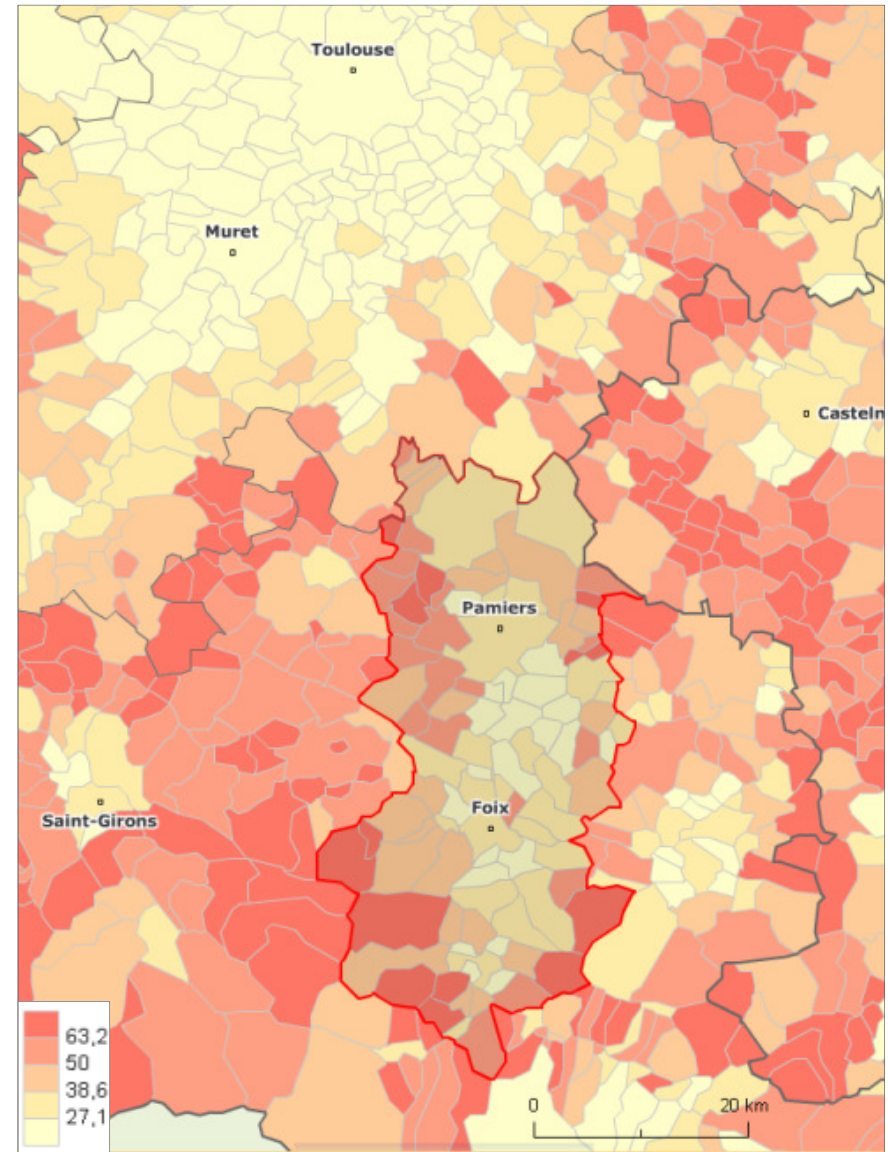 Toulouse
Muret
Casteln
Pamiers
Foix
Saint-Girons
63,2
50
38,6
27,1
0 20 km